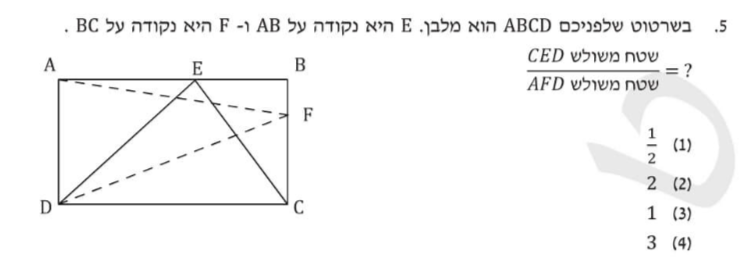 5. בשרטוט שלפניכם ABCD הוא מלבן. E היא נקודה על AB ו- F היא נקודה על BC .
שטח משולש CED
שטח משולש AFD
= ?
A E B
F
D C
(1) 1/2
(2) 2
(3) 1
(4) 3